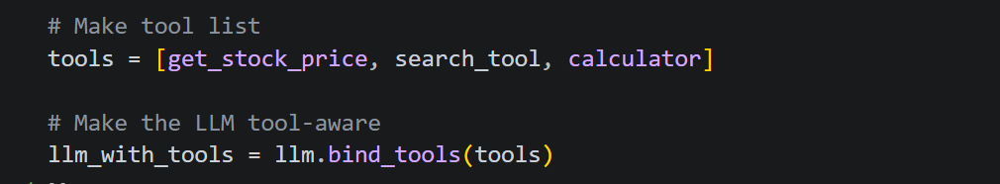 # Make tool list
tools = [get_stock_price, search_tool, calculator]
# Make the LLM tool-aware
llm_with_tools = llm.bind_tools(tools)